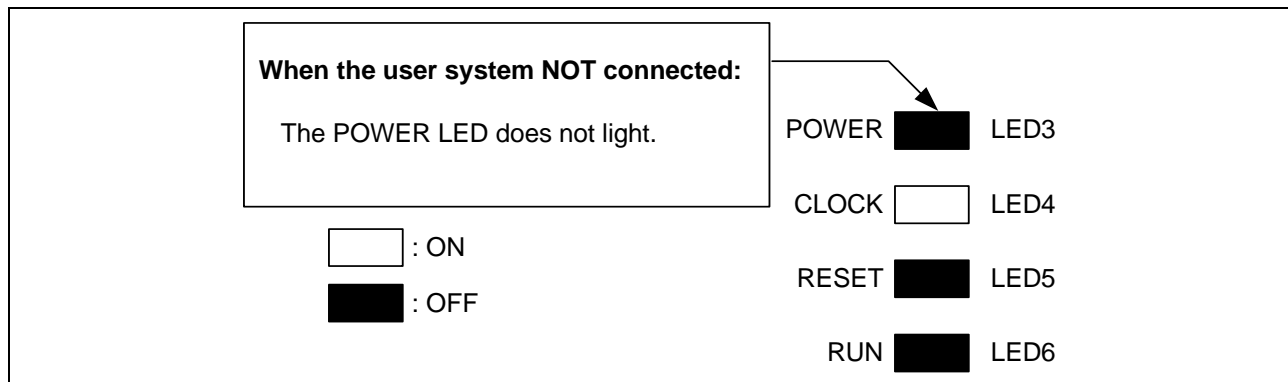 When the user system NOT connected:
The POWER LED does not light.
POWER LED3
CLOCK LED4
: ON
RESET LED5
: OFF
RUN LED6